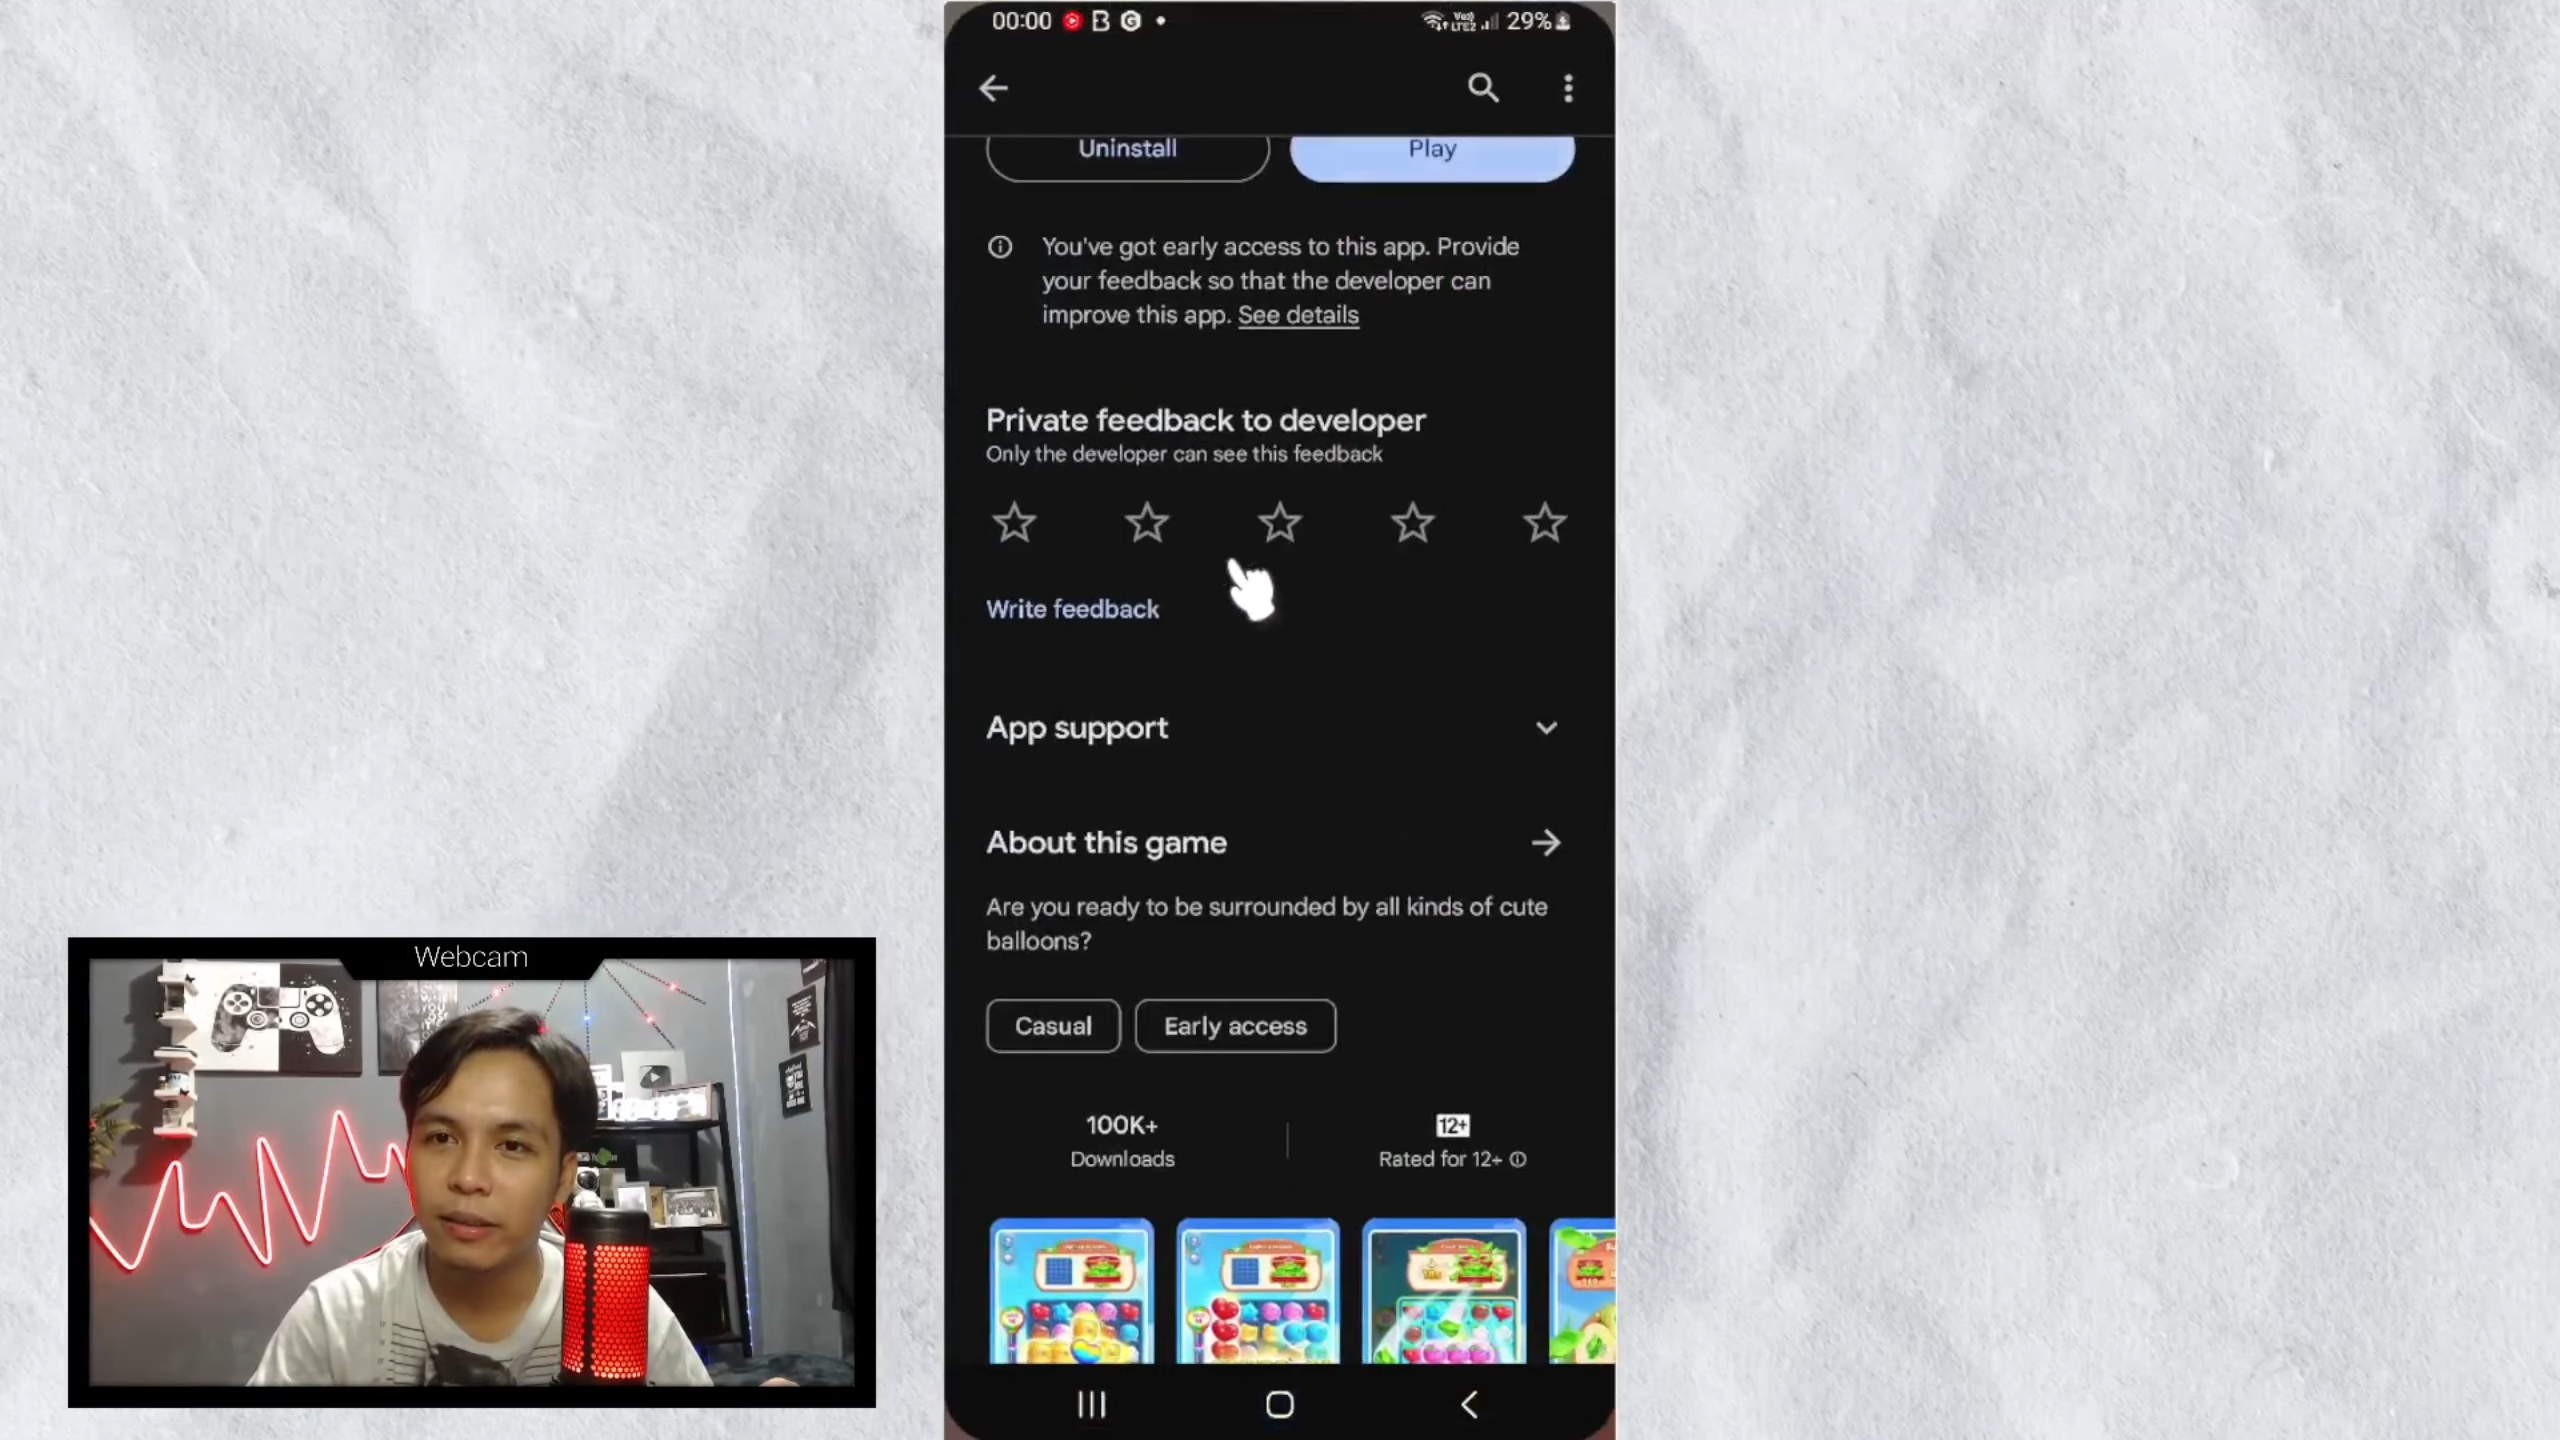 00:00
29%
Uninstall
Play
You've got early access to this app. Provide
your feedback so that the developer can
improve this app. See details
Private feedback to developer
Only the developer can see this feedback
Write feedback
App support
About this game
Are you ready to be surrounded by all kinds of cute
balloons?
Casual
Early access
100K+
Downloads
12+
Rated for 12+
Webcam